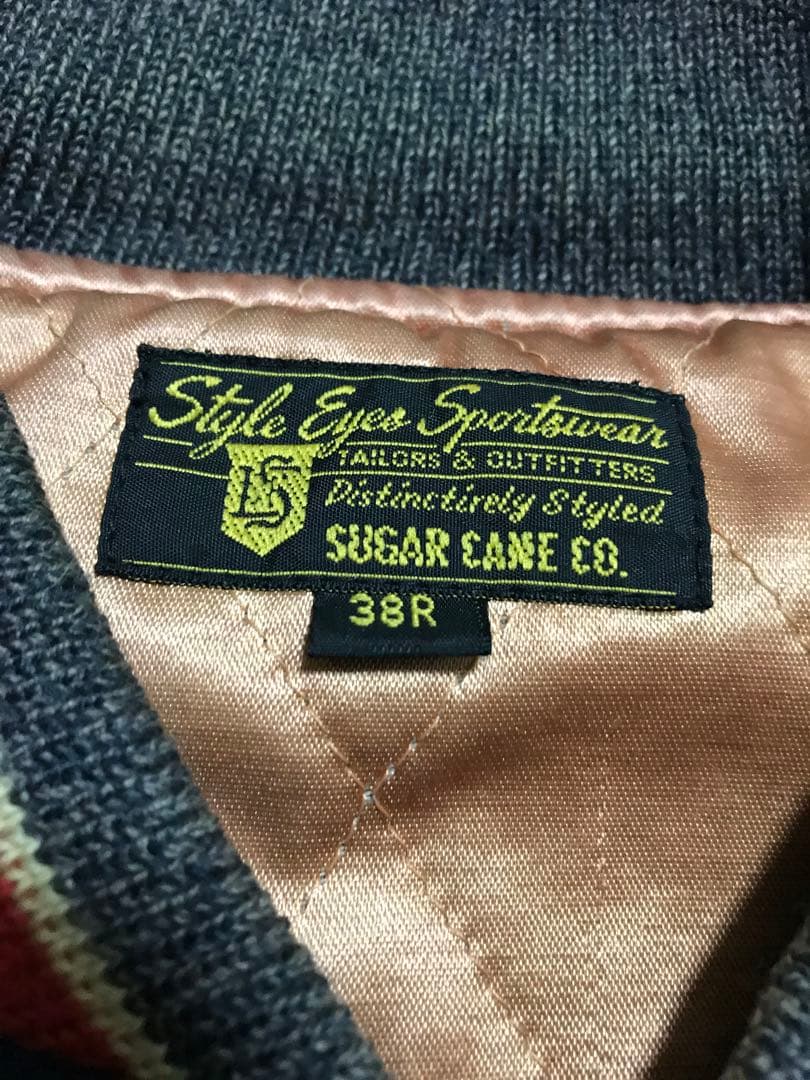 Style Eyes Sportswear
TAILORS & OUTFITTERS
Distinctively Styled
SUGAR CANE CO.
38R